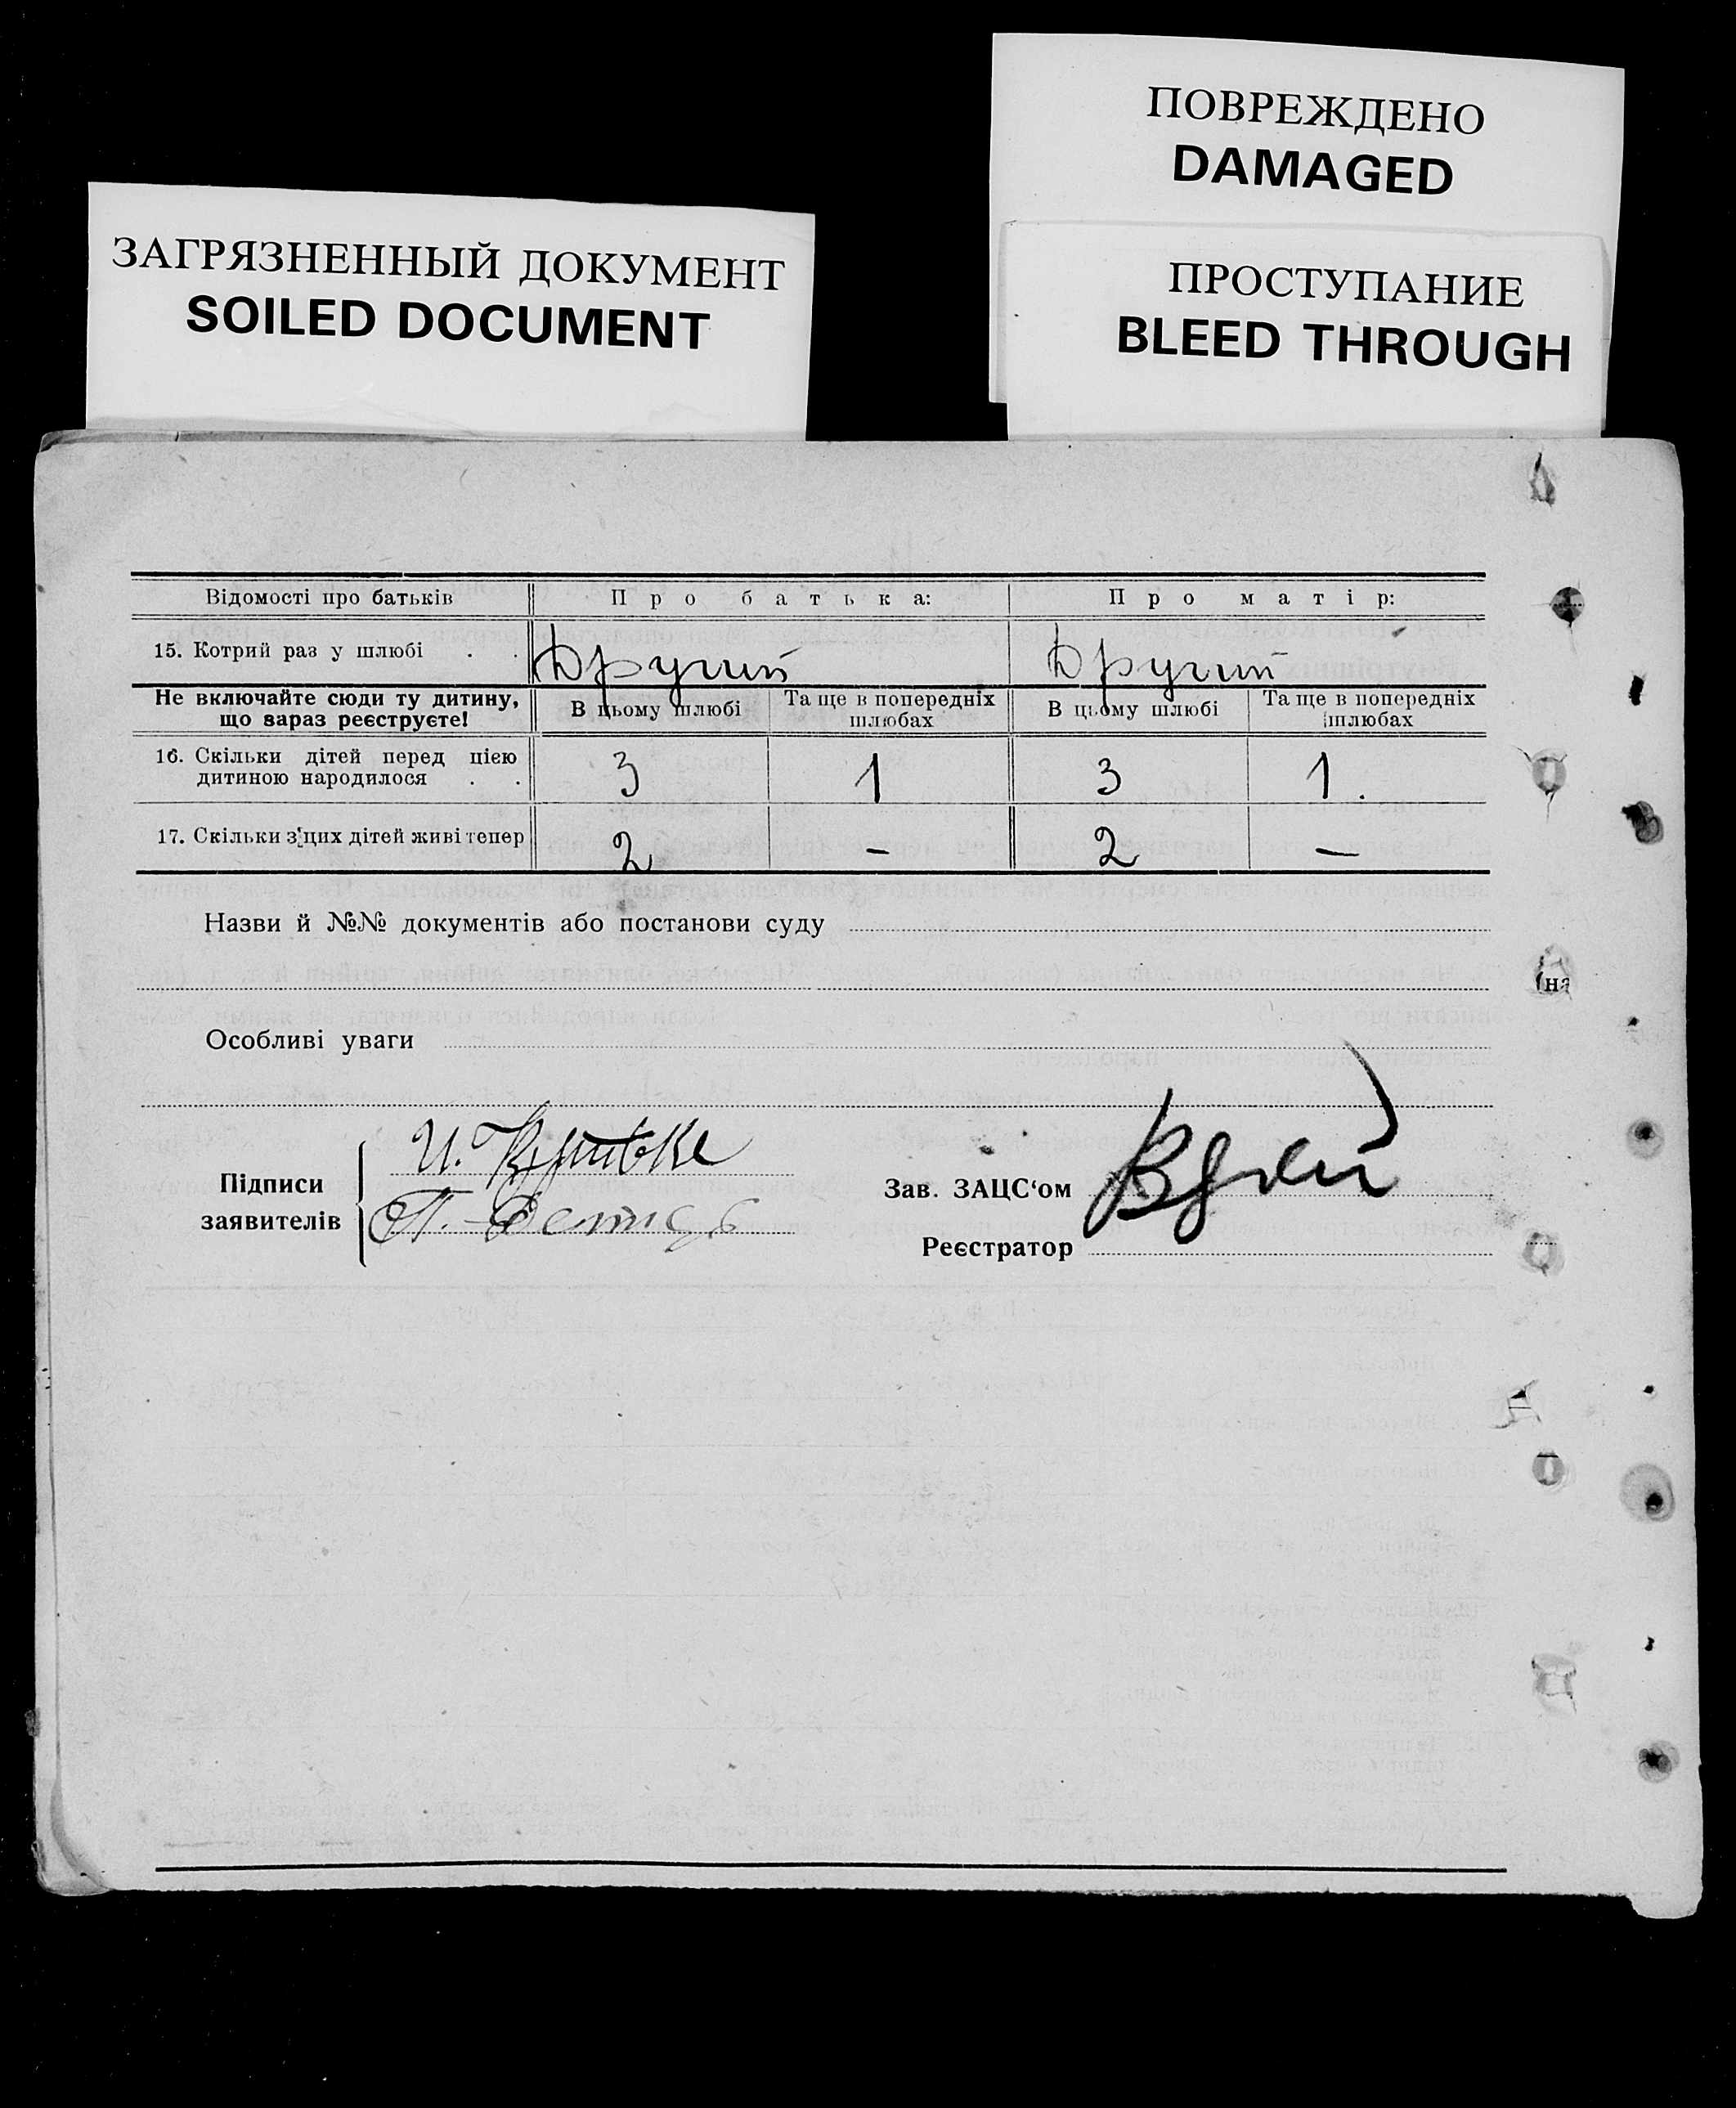 ПОВРЕЖДЕНО
DAMAGED
ЗАГРЯЗНЕННЫЙ ДОКУМЕНТ
SOILED DOCUMENT
ПРОСТУПАНИЕ
BLEED THROUGH
Відомості про батьків Про батька: Про матір:
15. Котрий раз у шлюбі . . Другий Другий
Не включайте сюди ту дитину, що зараз реєструєте! В цьому шлюбі Та ще в попередніх шлюбах В цьому шлюбі Та ще в попередніх шлюбах
16. Скільки дітей перед цією
дитиною народилося . . 3 1 3 1.
17. Скільки з'цих дітей живі тепер 2 – 2 —
Назви й №№ документів або постанови суду
(на
Особливі уваги
Підписи
заявителів
И.
П.
Зав. ЗАЦС‘ом
Реєстратор